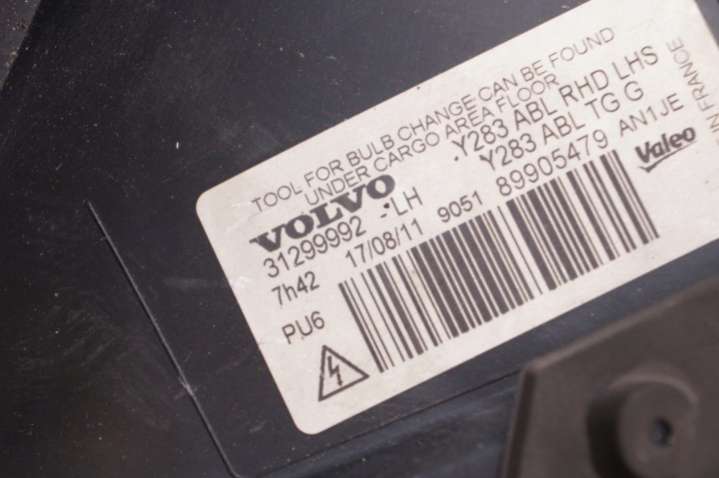 TOOL FOR BULB CHANGE CAN BE FOUND
UNDER CARGO AREA FLOOR
VOLVO
.Y283 ABL RHD LHS
31299992 -LH
Y283 ABL TG G
7h42 17/08/11 9051 89905479 AN1JE
PU6
Valeo
IN FRANCE